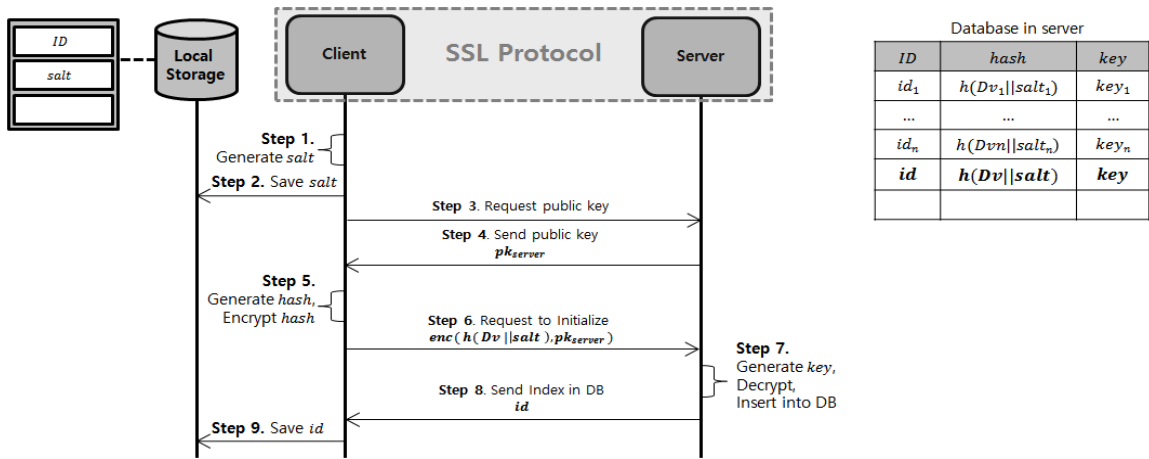 ID
salt
Local
Storage
Client
SSL Protocol
Server
Step 1.
Generate salt
Step 2. Save salt
Step 3. Request public key
Step 4. Send public key
pk_server
Step 5.
Generate hash,
Encrypt hash
Step 6. Request to Initialize
enc(h(Dv||salt),pk_server)
Step 7.
Generate key,
Decrypt,
Insert into DB
Step 8. Send Index in DB
id
Step 9. Save id
Database in server
ID hash key
id₁ h(Dv₁||salt₁) key₁
... ... ...
idₙ h(Dvn||saltₙ) keyₙ
id h(Dv||salt) key